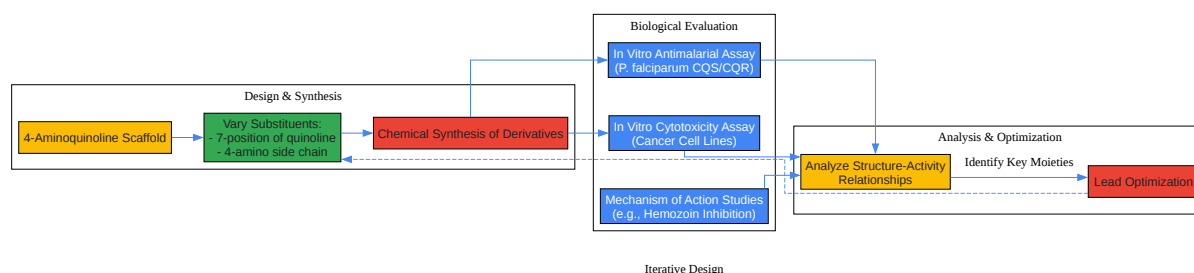 Design & Synthesis
4-Aminoquinoline Scaffold
Vary Substituents:
- 7-position of quinoline
- 4-amino side chain
Chemical Synthesis of Derivatives
Biological Evaluation
In Vitro Antimalarial Assay
(P. falciparum CQS/CQR)
In Vitro Cytotoxicity Assay
(Cancer Cell Lines)
Mechanism of Action Studies
(e.g., Hemozoin Inhibition)
Analysis & Optimization
Analyze Structure-Activity
Relationships
Identify Key Moieties
Lead Optimization
Iterative Design